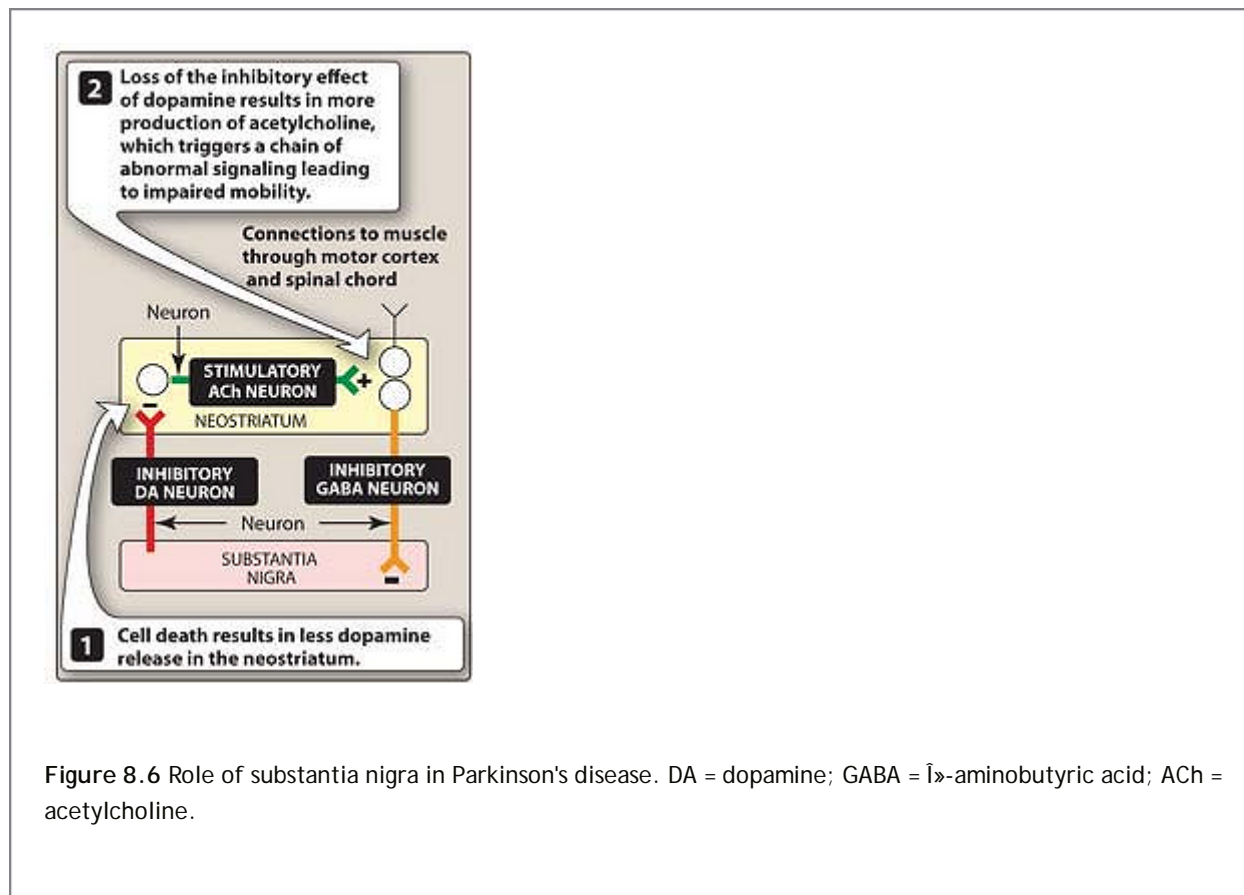 2 Loss of the inhibitory effect
of dopamine results in more
production of acetylcholine,
which triggers a chain of
abnormal signaling leading
to impaired mobility.
Connections to muscle
through motor cortex
and spinal chord
Neuron
STIMULATORY
ACh NEURON
+
-
NEOSTRIATUM
INHIBITORY
DA NEURON
INHIBITORY
GABA NEURON
Neuron
SUBSTANTIA
NIGRA
-
1 Cell death results in less dopamine
release in the neostriatum.
Figure 8.6 Role of substantia nigra in Parkinson's disease. DA = dopamine; GABA = λ-aminobutyric acid; ACh =
acetylcholine.